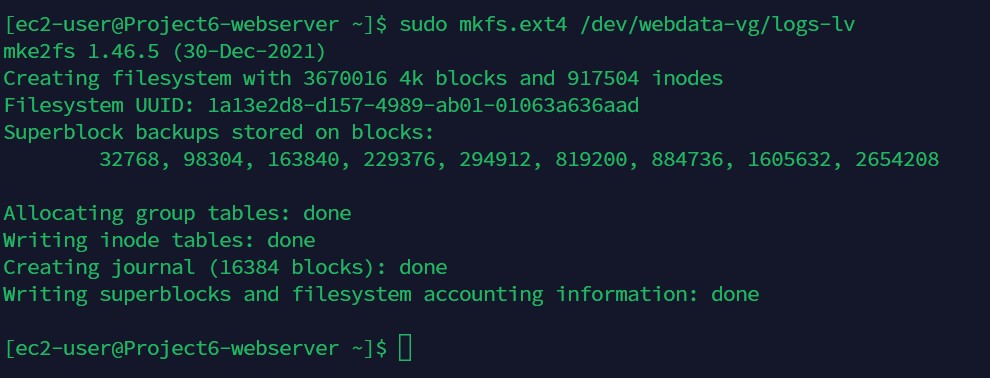 [ec2-user@Project6-webserver ~]$ sudo mkfs.ext4 /dev/webdata-vg/logs-lv
mke2fs 1.46.5 (30-Dec-2021)
Creating filesystem with 3670016 4k blocks and 917504 inodes
Filesystem UUID: 1a13e2d8-d157-4989-ab01-01063a636aad
Superblock backups stored on blocks:
        32768, 98304, 163840, 229376, 294912, 819200, 884736, 1605632, 2654208
Allocating group tables: done
Writing inode tables: done
Creating journal (16384 blocks): done
Writing superblocks and filesystem accounting information: done
[ec2-user@Project6-webserver ~]$